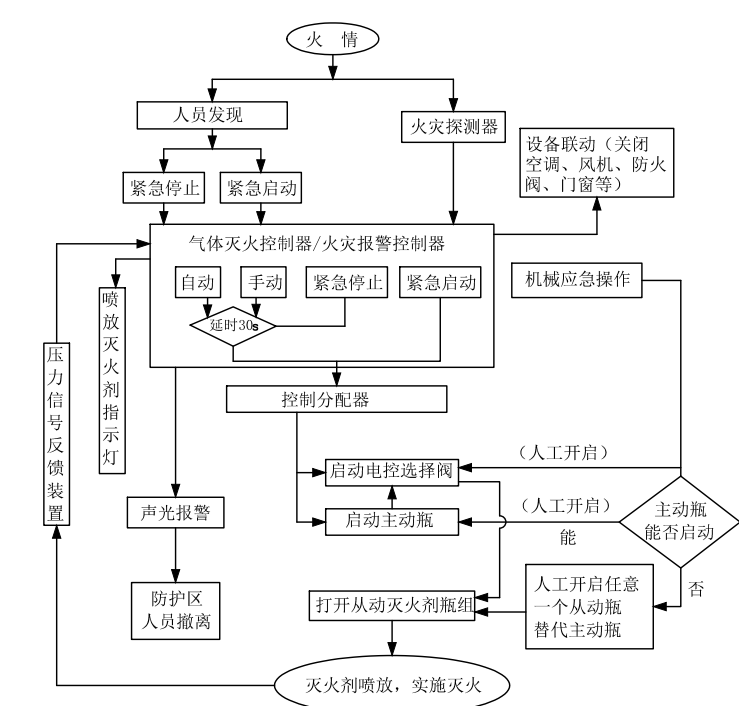 火 情
人员发现
火灾探测器
设备联动（关闭
空调、风机、防火
阀、门窗等）
紧急停止
紧急启动
气体灭火控制器/火灾报警控制器
自动
手动
紧急停止
紧急启动
机械应急操作
延时30s
喷放灭火剂指示灯
压力信号反馈装置
控制分配器
（人工开启）
启动电控选择阀
声光报警
启动主动瓶
（人工开启）
能
主动瓶
能否启动
否
防护区
人员撤离
打开从动灭火剂瓶组
人工开启任意
一个从动瓶
替代主动瓶
灭火剂喷放，实施灭火